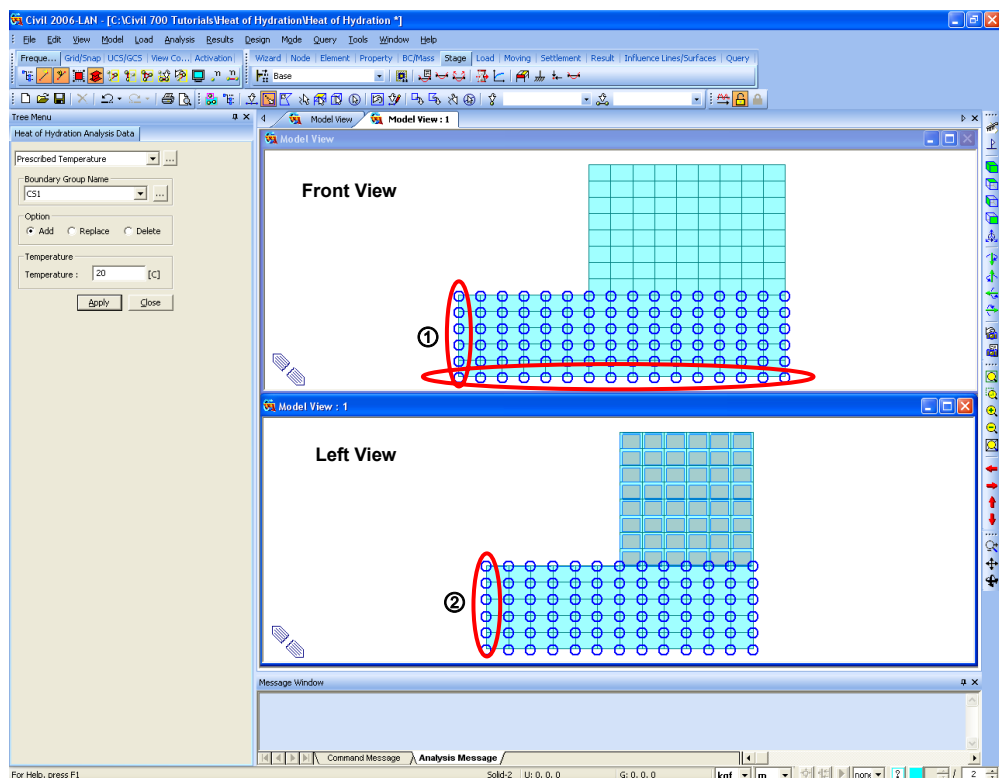 Civil 2006-LAN - [C:\Civil 700 Tutorials\Heat of Hydration\Heat of Hydration *]
File Edit View Model Load Analysis Results Design Mode Query Tools Window Help
Freque... Grid/Snap UCS/GCS View Co... Activation
Wizard Node Element Property BC/Mass Stage Load Moving Settlement Result Influence Lines/Surfaces Query
Base
Tree Menu
Model View Model View : 1
Heat of Hydration Analysis Data
Model View
Prescribed Temperature ...
Boundary Group Name
CS1 ...
Option
Add Replace Delete
Temperature
Temperature : 20 [C]
Apply Close
Front View
①
Model View : 1
Left View
②
Message Window
Command Message Analysis Message
For Help, press F1
Solid-2 U: 0, 0, 0 G: 0, 0, 0 kgf m none ? / 2